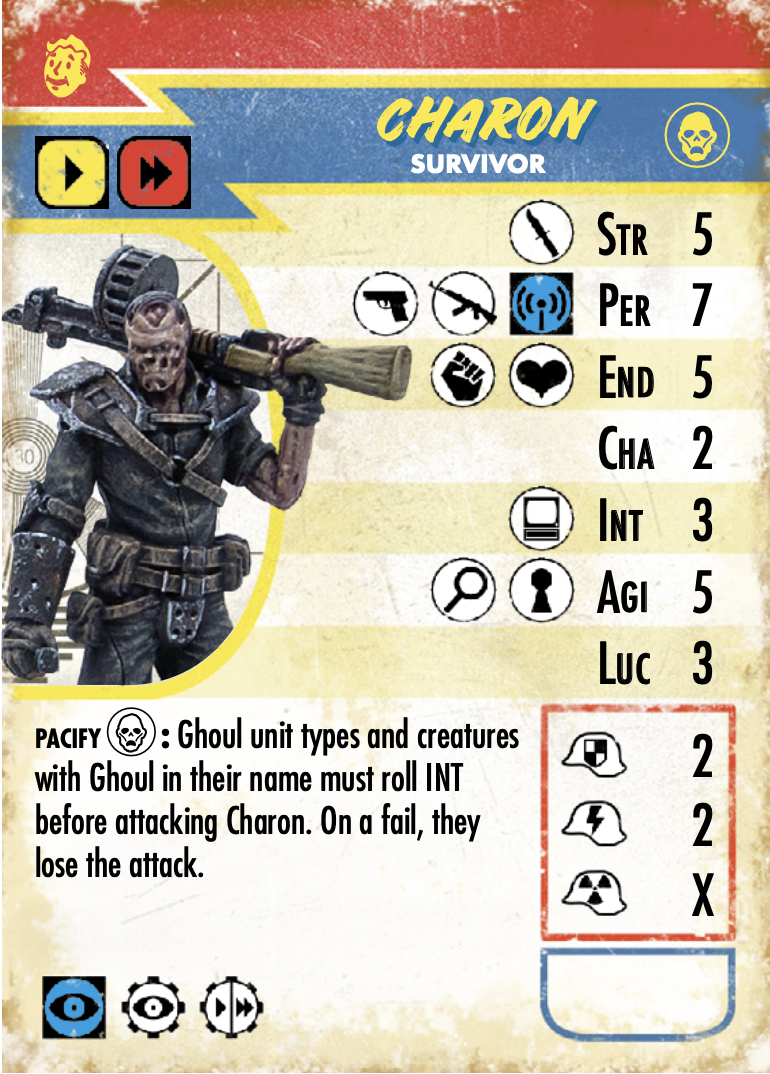 CHARON
SURVIVOR
STR 5
PER 7
END 5
CHA 2
INT 3
AGI 5
LUC 3
30
PACIFY : Ghoul unit types and creatures
with Ghoul in their name must roll INT
before attacking Charon. On a fail, they
lose the attack.
2
2
X